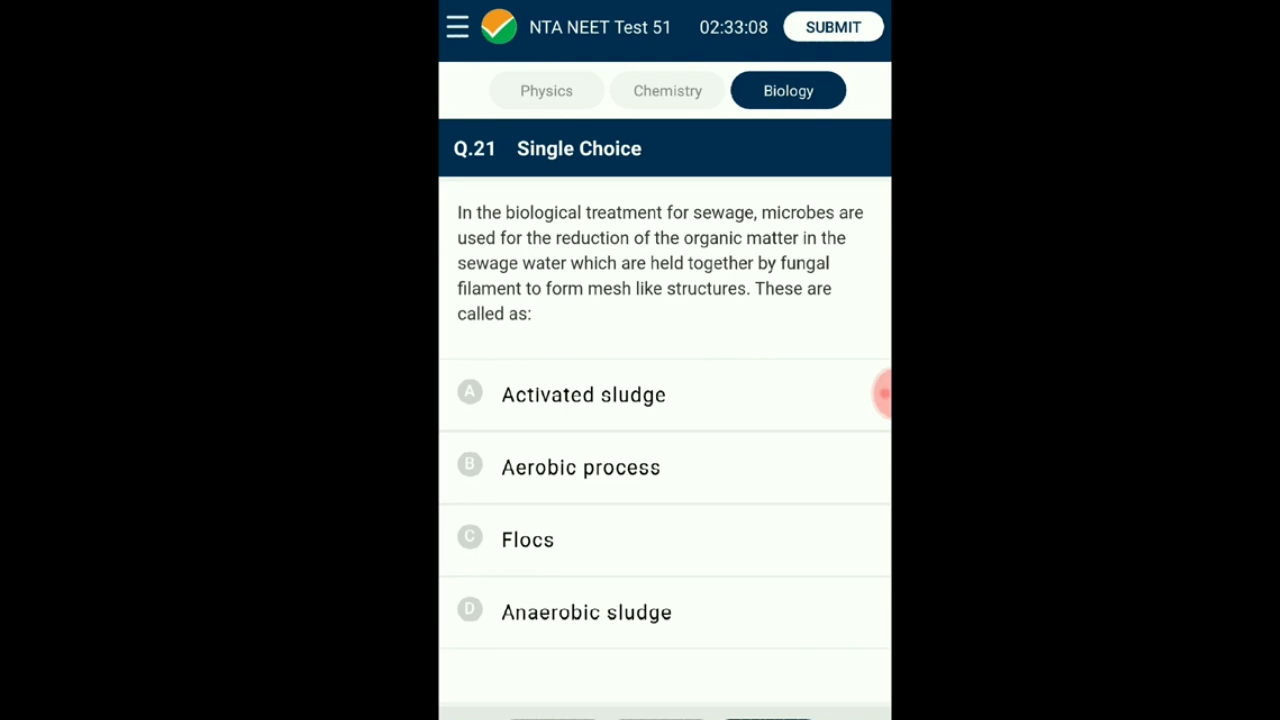 NTA NEET Test 51 02:33:08 SUBMIT
Physics Chemistry Biology
Q.21 Single Choice
In the biological treatment for sewage, microbes are
used for the reduction of the organic matter in the
sewage water which are held together by fungal
filament to form mesh like structures. These are
called as:
A Activated sludge
B Aerobic process
C Flocs
D Anaerobic sludge